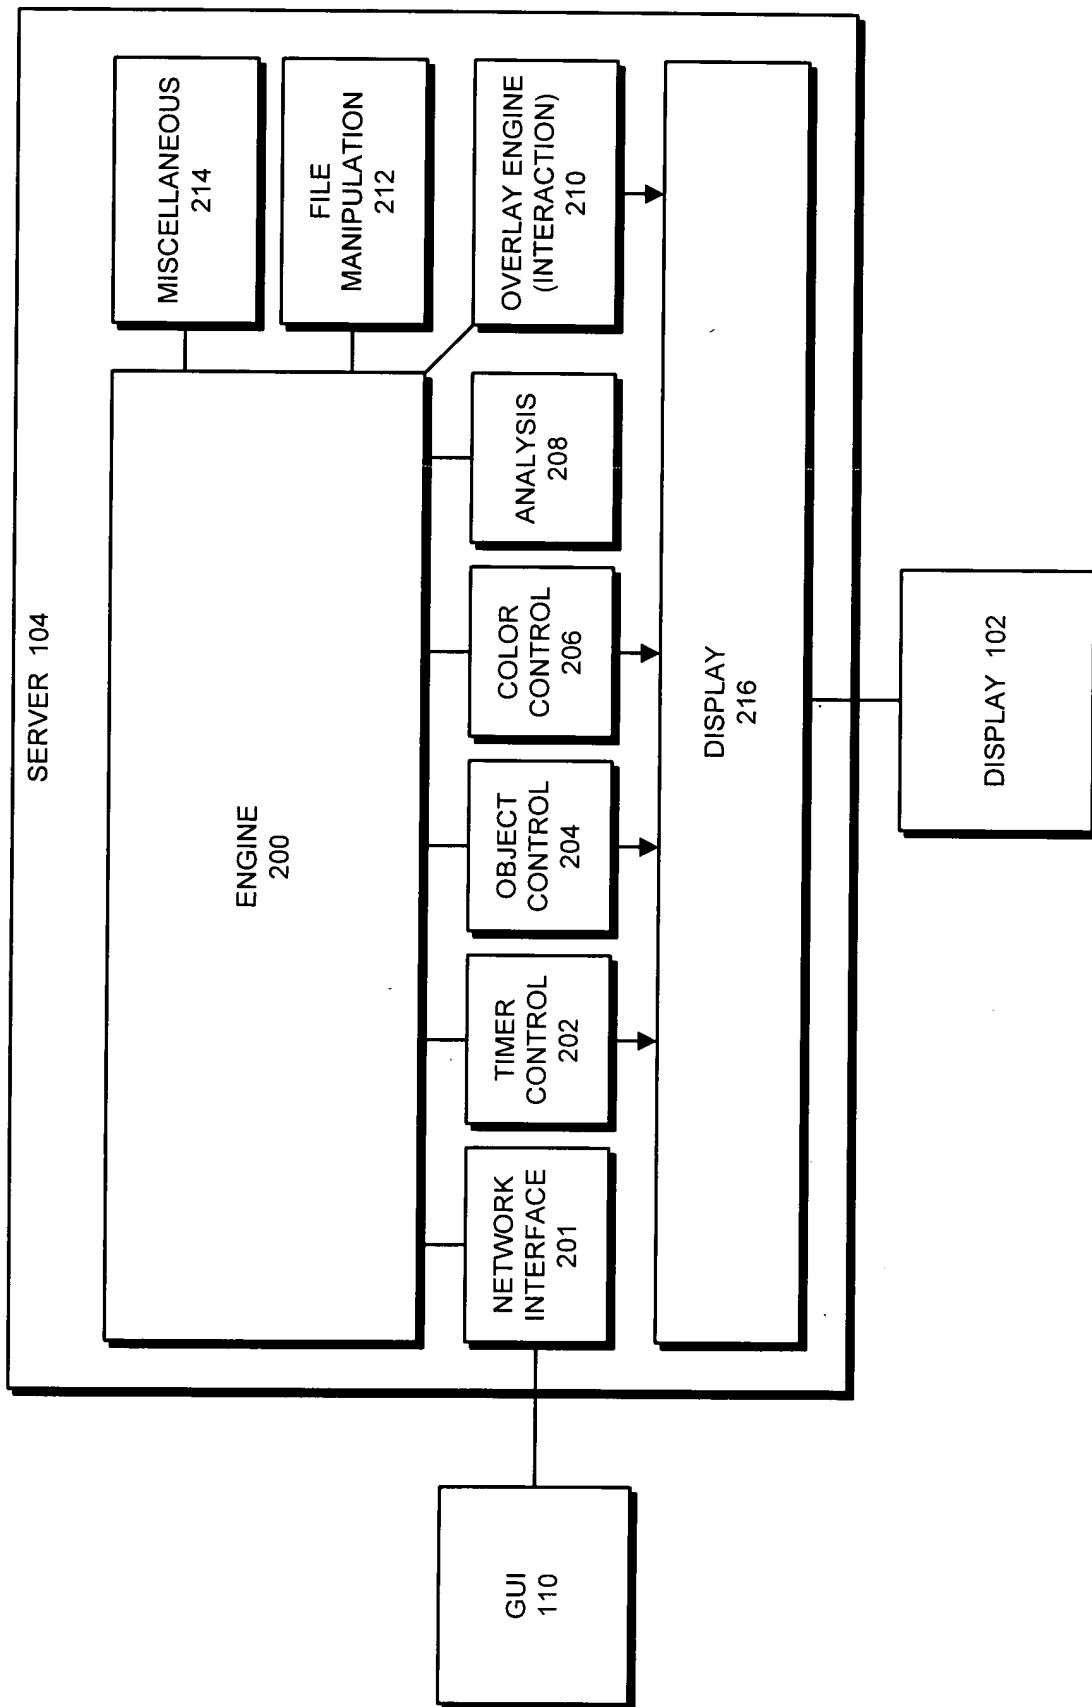 SERVER 104
ENGINE
200
MISCELLANEOUS
214
FILE
MANIPULATION
212
NETWORK
INTERFACE
201
TIMER
CONTROL
202
OBJECT
CONTROL
204
COLOR
CONTROL
206
ANALYSIS
208
OVERLAY ENGINE
(INTERACTION)
210
DISPLAY
216
GUI
110
DISPLAY 102